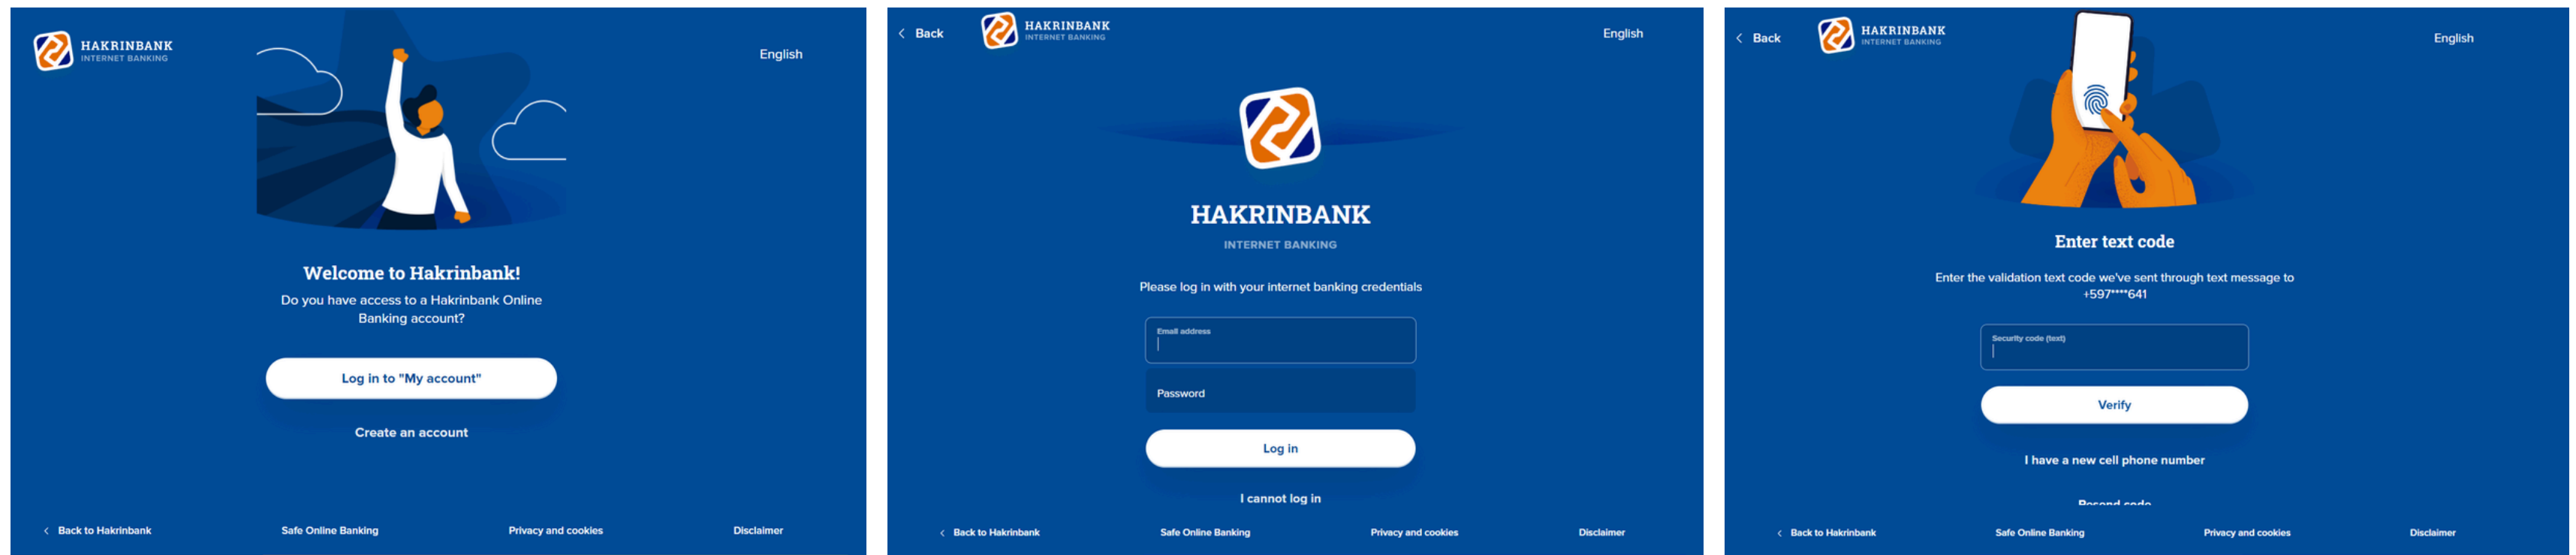 HAKRINBANK
INTERNET BANKING
English
Welcome to Hakrinbank!
Do you have access to a Hakrinbank Online
Banking account?
Log in to "My account"
Create an account
< Back to Hakrinbank
Safe Online Banking
Privacy and cookies
Disclaimer
< Back
HAKRINBANK
INTERNET BANKING
English
HAKRINBANK
INTERNET BANKING
Please log in with your internet banking credentials
Email address
Password
Log in
I cannot log in
< Back to Hakrinbank
Safe Online Banking
Privacy and cookies
Disclaimer
< Back
HAKRINBANK
INTERNET BANKING
English
Enter text code
Enter the validation text code we've sent through text message to
+597****641
Security code (text)
Verify
I have a new cell phone number
Resend code
< Back to Hakrinbank
Safe Online Banking
Privacy and cookies
Disclaimer